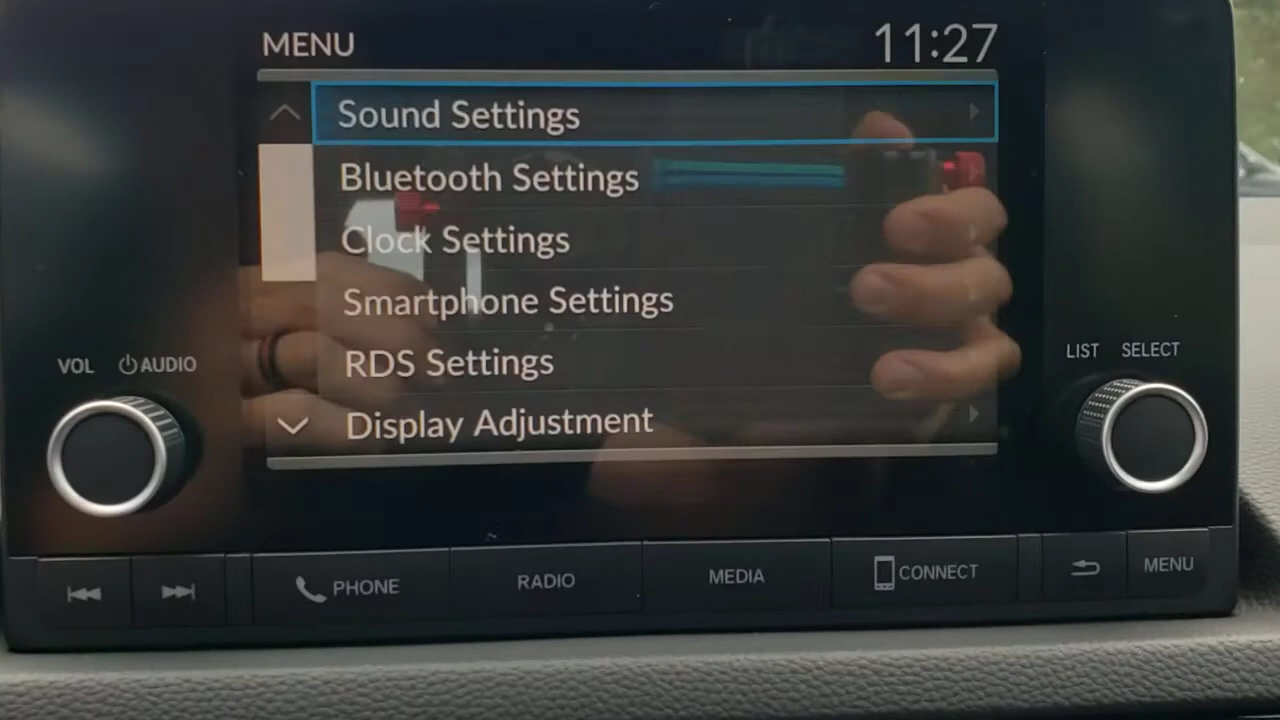 MENU
11:27
Sound Settings
Bluetooth Settings
Clock Settings
Smartphone Settings
RDS Settings
Display Adjustment
VOL AUDIO
LIST SELECT
PHONE
RADIO
MEDIA
CONNECT
MENU